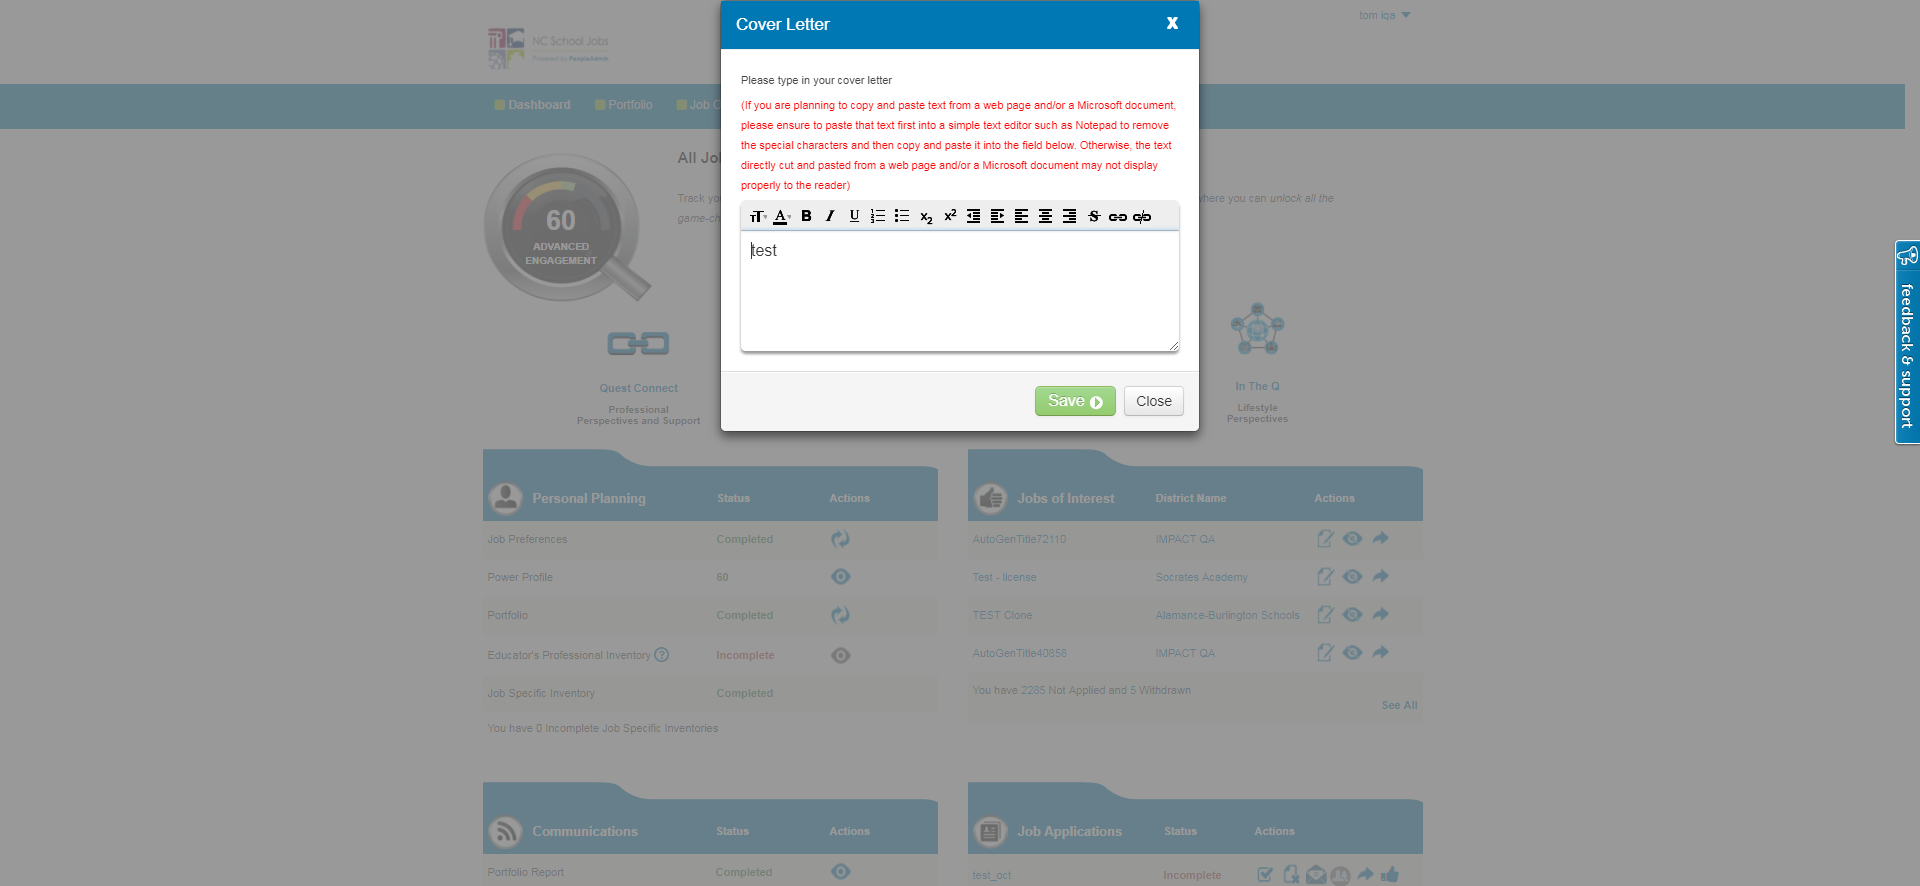 Cover Letter
X
tom iqa
NC School Jobs
Powered by PeopleAdmin
Dashboard
Portfolio
Job
Please type in your cover letter
(If you are planning to copy and paste text from a web page and/or a Microsoft document,
please ensure to paste that text first into a simple text editor such as Notepad to remove
the special characters and then copy and paste it into the field below. Otherwise, the text
directly cut and pasted from a web page and/or a Microsoft document may not display
properly to the reader)
test
Save
Close
60
ADVANCED
ENGAGEMENT
All
Track
where you can unlock all the
Quest Connect
Professional
Perspectives and Support
In The Q
Lifestyle
Perspectives
feedback & support
Personal Planning Status Actions
Job Preferences Completed
Power Profile 60
Portfolio Completed
Educator's Professional Inventory ? Incomplete
Job Specific Inventory Completed
You have 0 Incomplete Job Specific Inventories
Jobs of Interest District Name Actions
AutoGenTitle72110 IMPACT QA
Test - license Socrates Academy
TEST Clone Alamance-Burlington Schools
AutoGenTitle40856 IMPACT QA
You have 2285 Not Applied and 5 Withdrawn
See All
Communications Status Actions
Portfolio Report Completed
Job Applications Status Actions
test_oct Incomplete